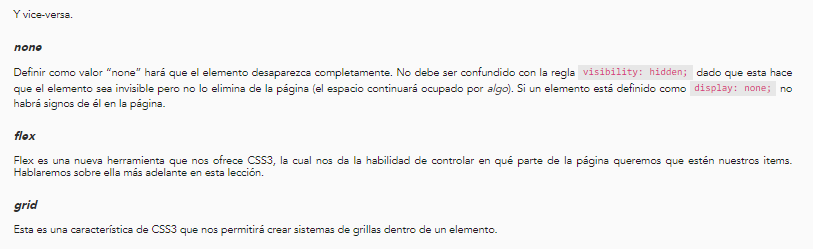 Y vice-versa.
none
Definir como valor “none” hará que el elemento desaparezca completamente. No debe ser confundido con la regla visibility: hidden; dado que esta hace
que el elemento sea invisible pero no lo elimina de la página (el espacio continuará ocupado por algo). Si un elemento está definido como display: none; no
habrá signos de él en la página.
flex
Flex es una nueva herramienta que nos ofrece CSS3, la cual nos da la habilidad de controlar en qué parte de la página queremos que estén nuestros items.
Hablaremos sobre ella más adelante en esta lección.
grid
Esta es una característica de CSS3 que nos permitirá crear sistemas de grillas dentro de un elemento.